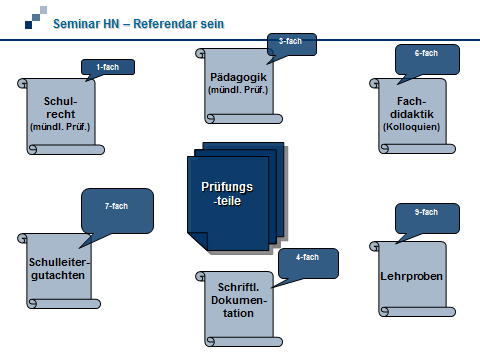 Seminar HN – Referendar sein
1-fach
Schul-
recht
(mündl. Prüf.)
3-fach
Pädagogik
(mündl. Prüf.)
6-fach
Fach-
didaktik
(Kolloquien)
Prüfungs
-teile
7-fach
Schulleiter-
gutachten
4-fach
Schriftl.
Dokumen-
tation
9-fach
Lehrproben